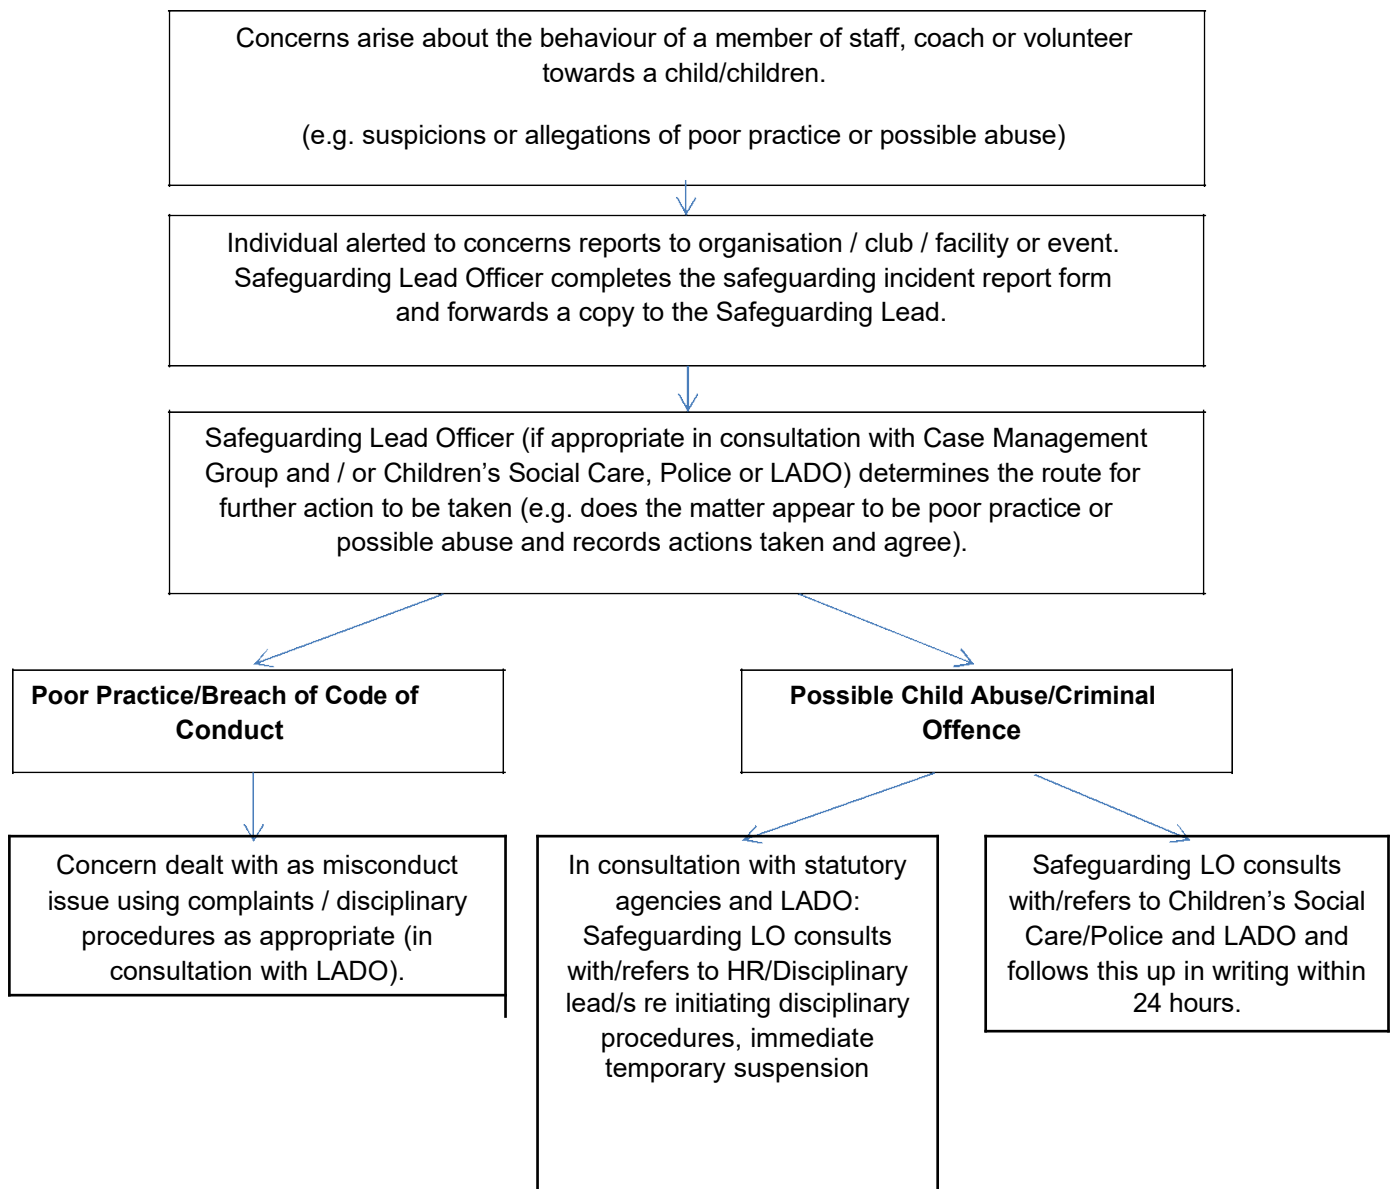 Concerns arise about the behaviour of a member of staff, coach or volunteer
towards a child/children.
(e.g. suspicions or allegations of poor practice or possible abuse)
Individual alerted to concerns reports to organisation / club / facility or event.
Safeguarding Lead Officer completes the safeguarding incident report form
and forwards a copy to the Safeguarding Lead.
Safeguarding Lead Officer (if appropriate in consultation with Case Management
Group and / or Children’s Social Care, Police or LADO) determines the route for
further action to be taken (e.g. does the matter appear to be poor practice or
possible abuse and records actions taken and agree).
Poor Practice/Breach of Code of
Conduct
Possible Child Abuse/Criminal
Offence
Concern dealt with as misconduct
issue using complaints / disciplinary
procedures as appropriate (in
consultation with LADO).
In consultation with statutory
agencies and LADO:
Safeguarding LO consults
with/refers to HR/Disciplinary
lead/s re initiating disciplinary
procedures, immediate
temporary suspension
Safeguarding LO consults
with/refers to Children’s Social
Care/Police and LADO and
follows this up in writing within
24 hours.